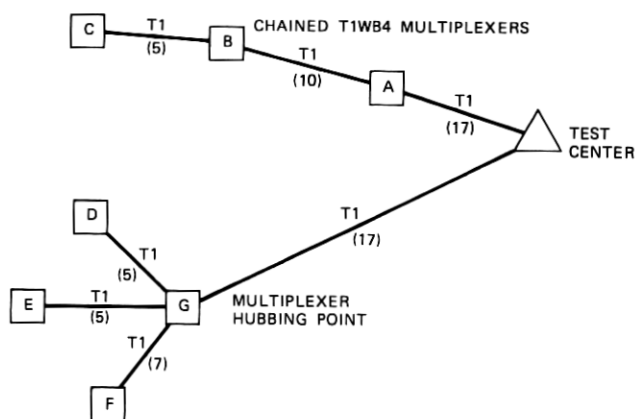 CHAINED T1WB4 MULTIPLEXERS
C
T1
(5)
B
T1
(10)
A
T1
(17)
TEST
CENTER
T1
(17)
D
T1
(5)
E
T1
(5)
G
MULTIPLEXER
HUBBING POINT
T1
(7)
F